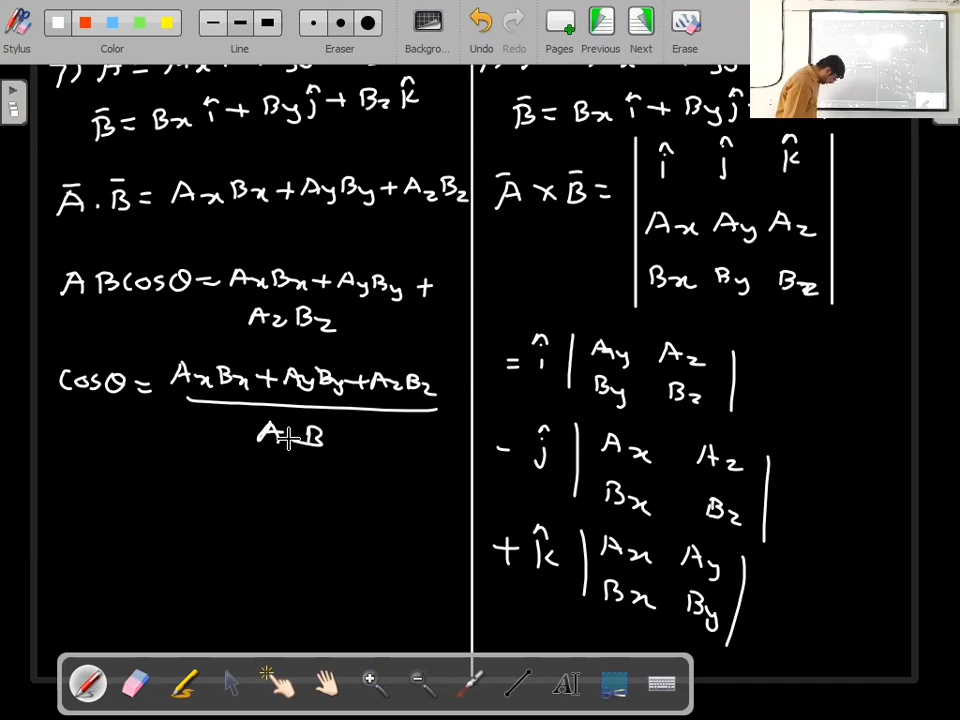 Stylus Color Line Eraser Backgro... Undo Redo Pages Previous Next Erase
B̄ = Bx î + By ĵ + Bz k̂
Ā . B̄ = AxBx + AyBy + AzBz
AB cosθ = AxBx + AyBy +
AzBz
cosθ = AxBx + AyBy + AzBz
A B
B̄ = Bx î + By ĵ
î ĵ k̂
Ā × B̄ =
Ax Ay Az
Bx By Bz
= î | Ay Az |
By Bz
- ĵ | Ax Az |
Bx Bz
+ k̂ | Ax Ay |
Bx By
AI